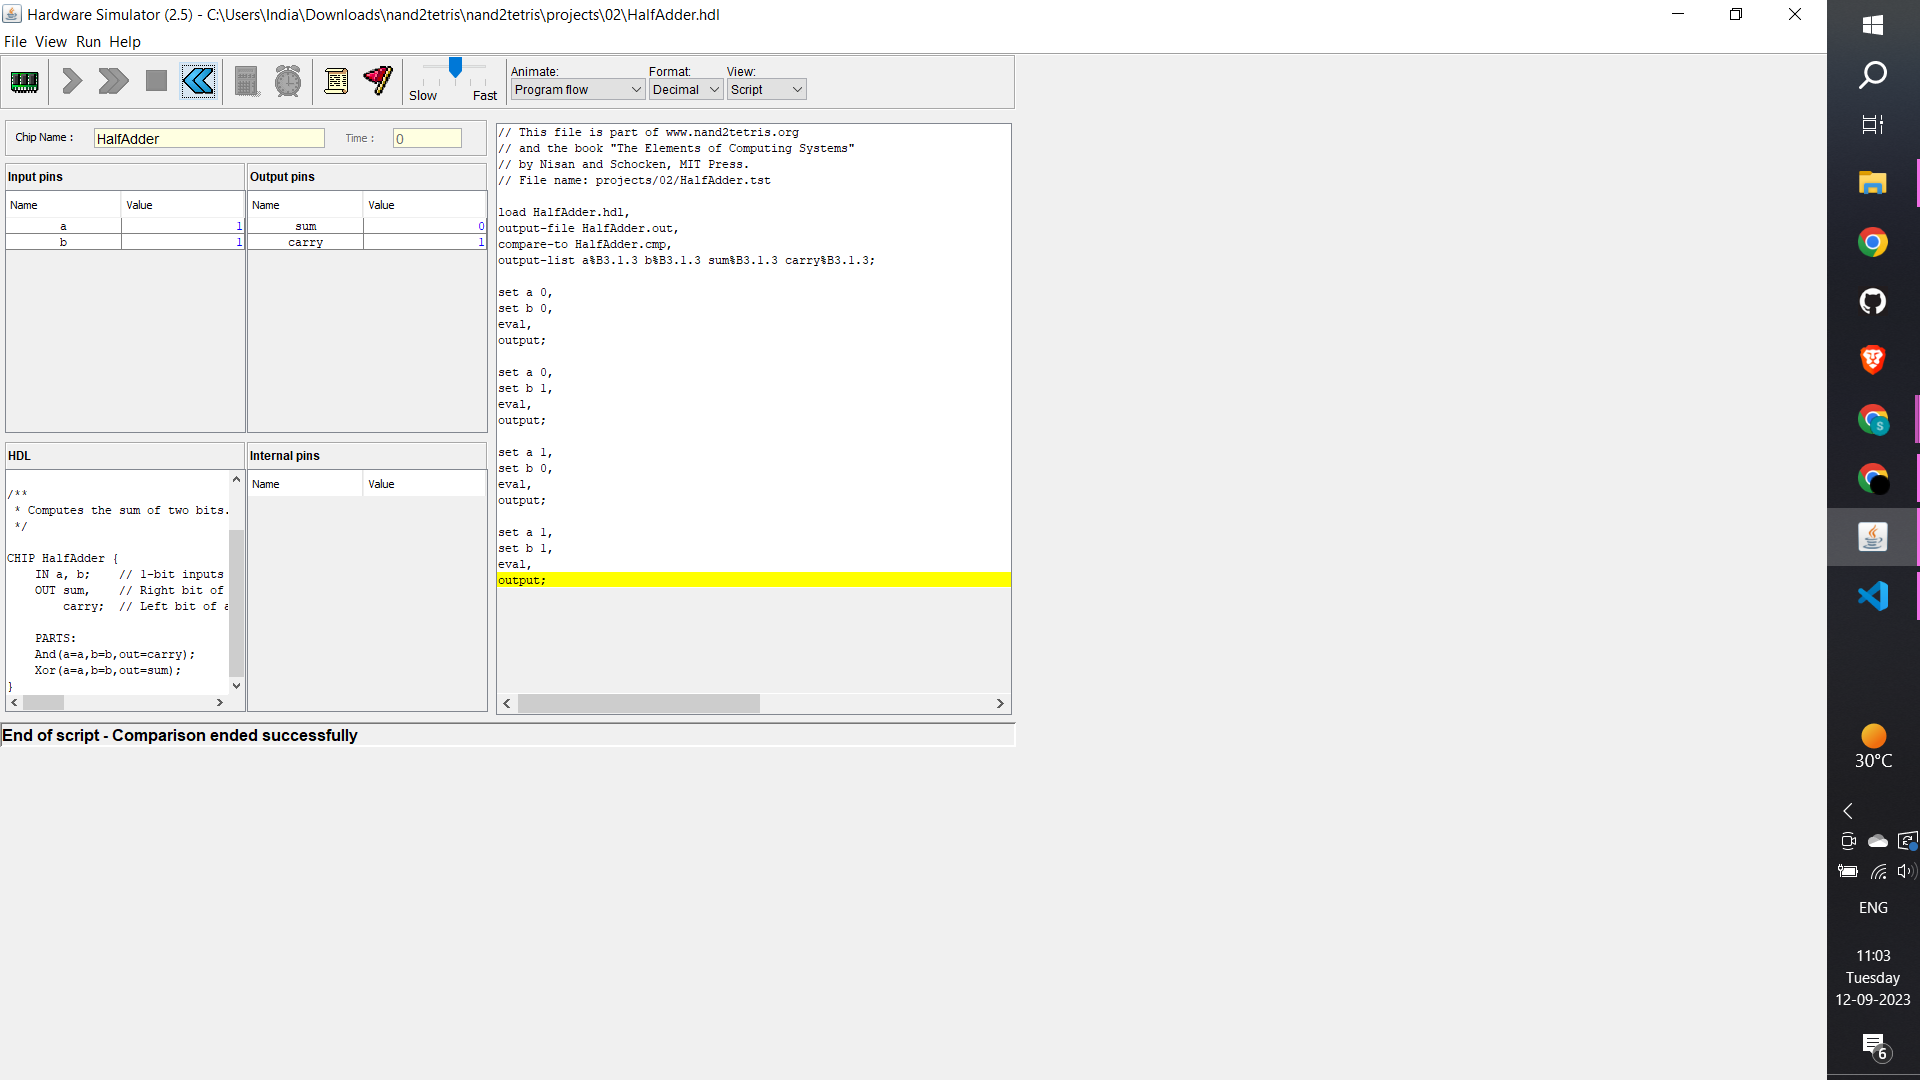 Hardware Simulator (2.5) - C:\Users\India\Downloads\nand2tetris\nand2tetris\projects\02\HalfAdder.hdl
File View Run Help
Slow Fast
Animate: Format: View:
Program flow Decimal Script
Chip Name : HalfAdder Time : 0
Input pins
Name Value
a 1
b 1
Output pins
Name Value
sum 0
carry 1
HDL
/**
* Computes the sum of two bits.
*/
CHIP HalfAdder {
IN a, b; // 1-bit inputs
OUT sum, // Right bit of
carry; // Left bit of a
PARTS:
And(a=a,b=b,out=carry);
Xor(a=a,b=b,out=sum);
}
Internal pins
Name Value
// This file is part of www.nand2tetris.org
// and the book "The Elements of Computing Systems"
// by Nisan and Schocken, MIT Press.
// File name: projects/02/HalfAdder.tst
load HalfAdder.hdl,
output-file HalfAdder.out,
compare-to HalfAdder.cmp,
output-list a%B3.1.3 b%B3.1.3 sum%B3.1.3 carry%B3.1.3;
set a 0,
set b 0,
eval,
output;
set a 0,
set b 1,
eval,
output;
set a 1,
set b 0,
eval,
output;
set a 1,
set b 1,
eval,
output;
End of script - Comparison ended successfully
S
30°C
ENG
11:03
Tuesday
12-09-2023
6